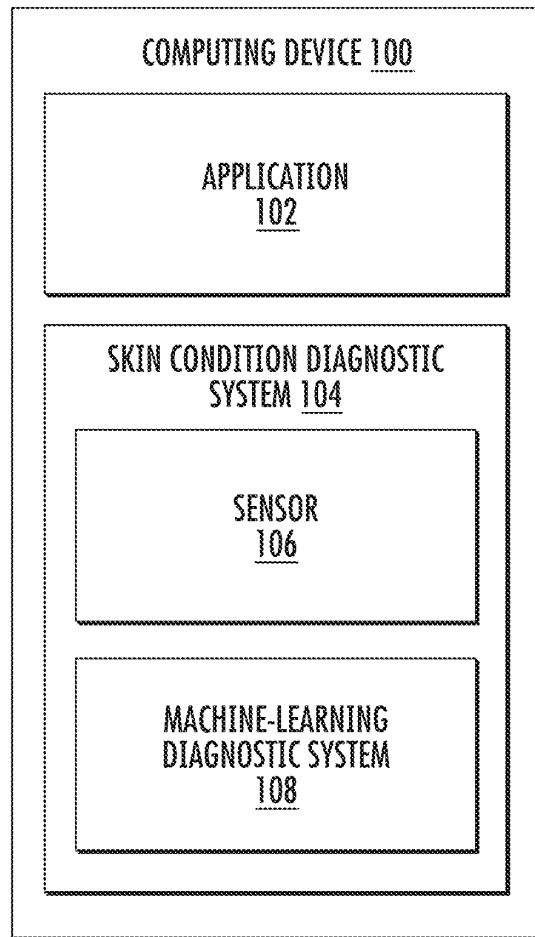 COMPUTING DEVICE 100
APPLICATION
102
SKIN CONDITION DIAGNOSTIC
SYSTEM 104
SENSOR
106
MACHINE-LEARNING
DIAGNOSTIC SYSTEM
108